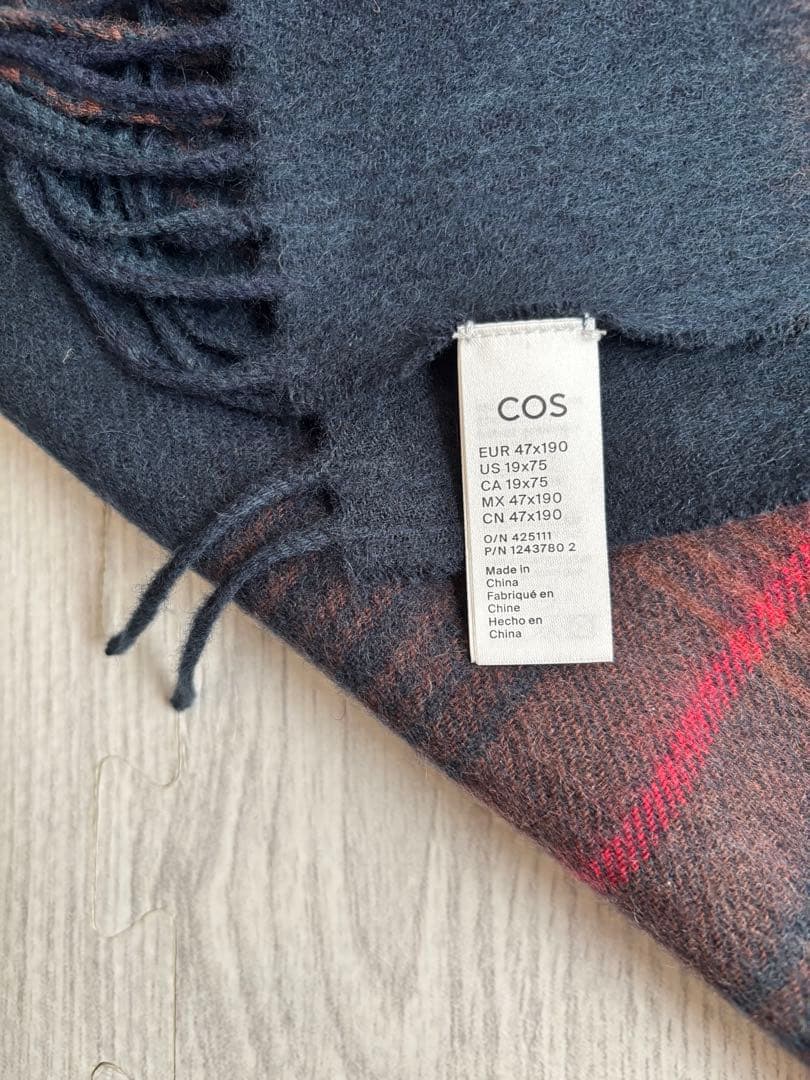 COS
EUR 47x190
US 19x75
CA 19x75
MX 47x190
CN 47x190
O/N 425111
P/N 1243780 2
Made in
China
Fabriqué en
Chine
Hecho en
China